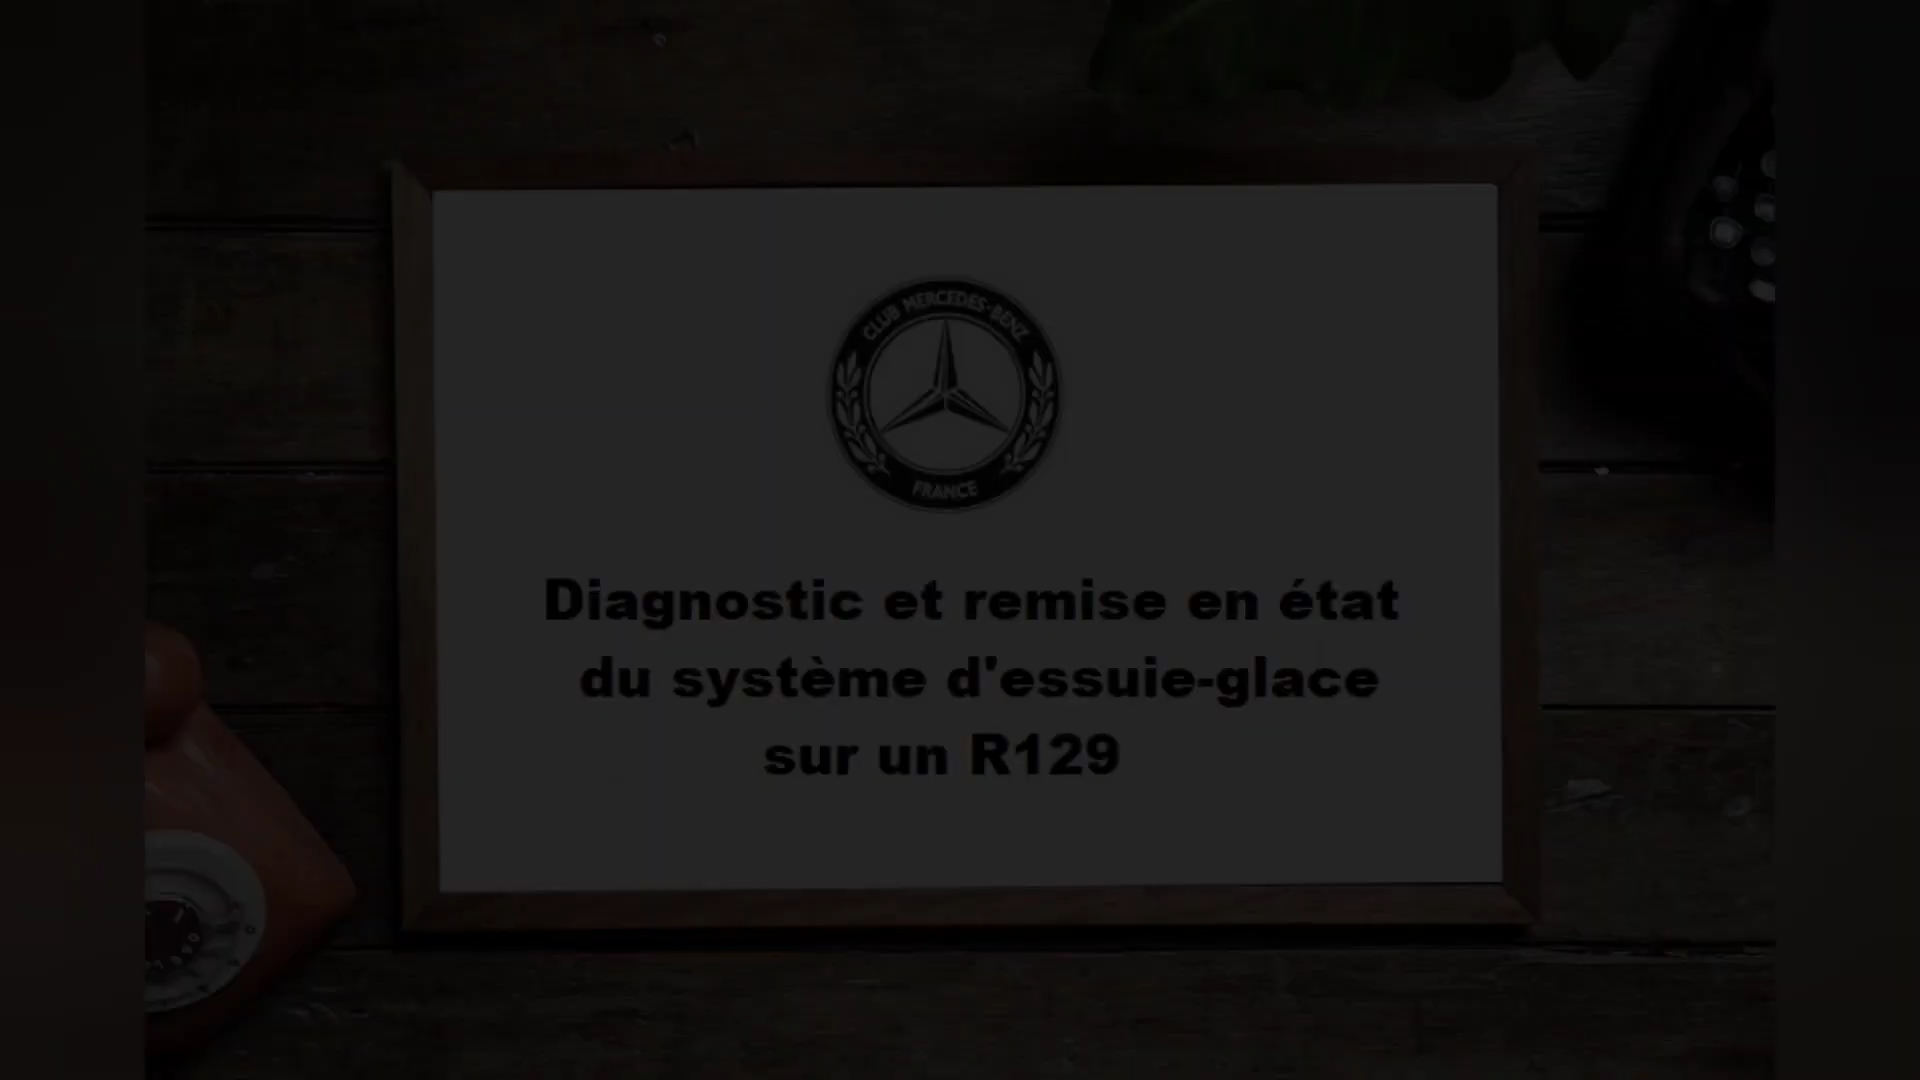 CLUB MERCEDES-BENZ
FRANCE
Diagnostic et remise en état
du système d'essuie-glace
sur un R129